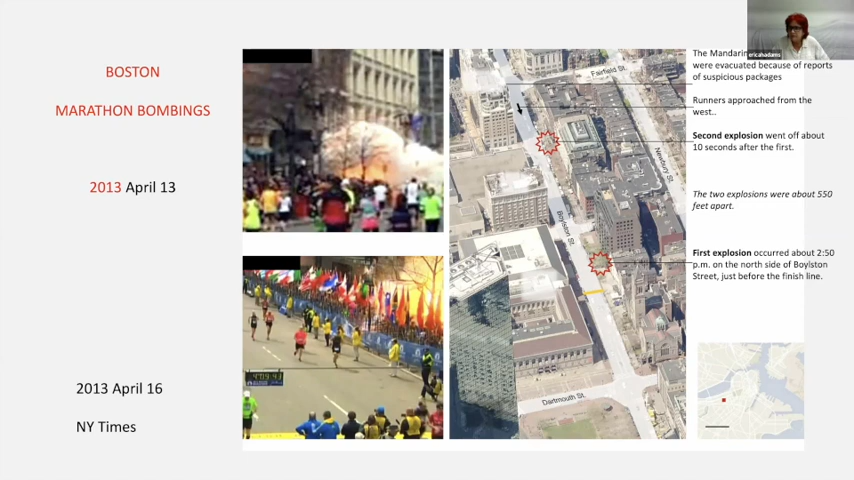 BOSTON
MARATHON BOMBINGS
2013 April 13
2013 April 16
NY Times
Fairfield St.
Newbury St.
Boylston St.
Dartmouth St.
The Mandarin
were evacuated because of reports
of suspicious packages
Runners approached from the
west..
Second explosion went off about
10 seconds after the first.
The two explosions were about 550
feet apart.
First explosion occurred about 2:50
p.m. on the north side of Boylston
Street, just before the finish line.
ericahadams